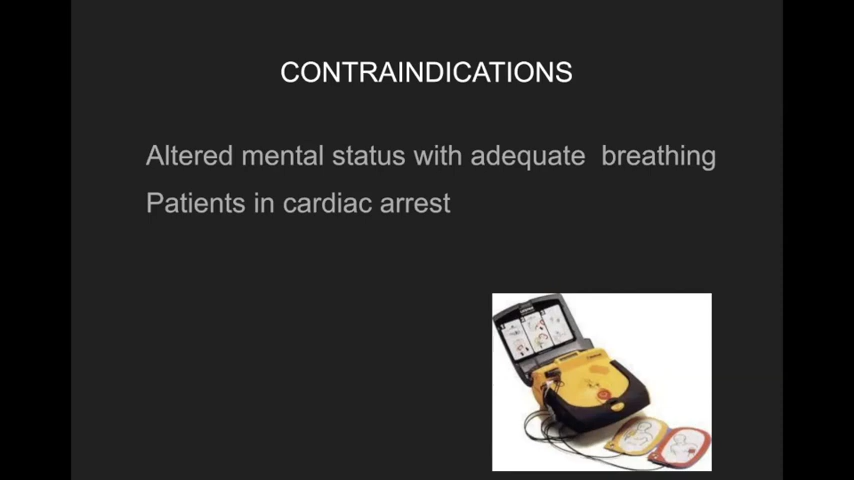 CONTRAINDICATIONS
Altered mental status with adequate  breathing
Patients in cardiac arrest